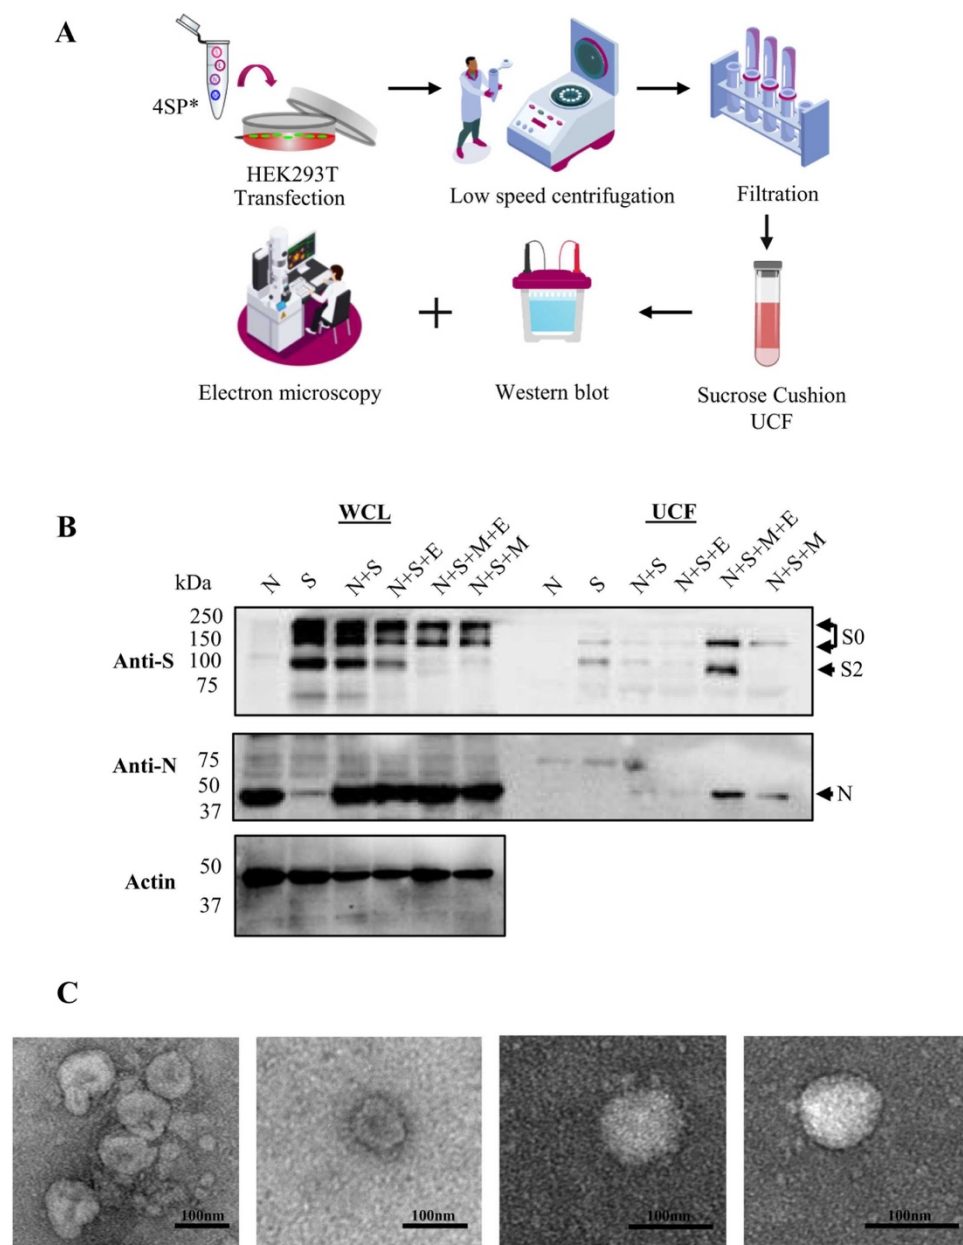 A
4SP*
HEK293T
Transfection
Low speed centrifugation
Filtration
Electron microscopy
Western blot
Sucrose Cushion
UCF
B
WCL
UCF
kDa
N
S
N+S
N+S+E
N+S+M+E
N+S+M
N
S
N+S
N+S+E
N+S+M+E
N+S+M
250
150
Anti-S
100
75
S0
S2
Anti-N
75
50
37
N
50
Actin
37
C
100nm
100nm
100nm
100nm